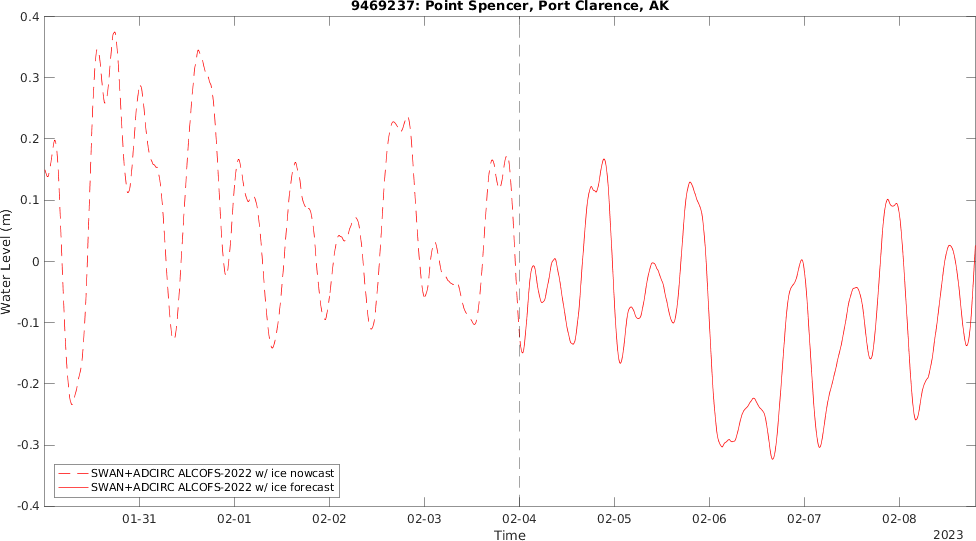 9469237: Point Spencer, Port Clarence, AK
0.4
0.3
0.2
0.1
0
-0.1
-0.2
-0.3
-0.4
Water Level (m)
SWAN+ADCIRC ALCOFS-2022 w/ ice nowcast
SWAN+ADCIRC ALCOFS-2022 w/ ice forecast
01-31 02-01 02-02 02-03 02-04 02-05 02-06 02-07 02-08
Time
2023